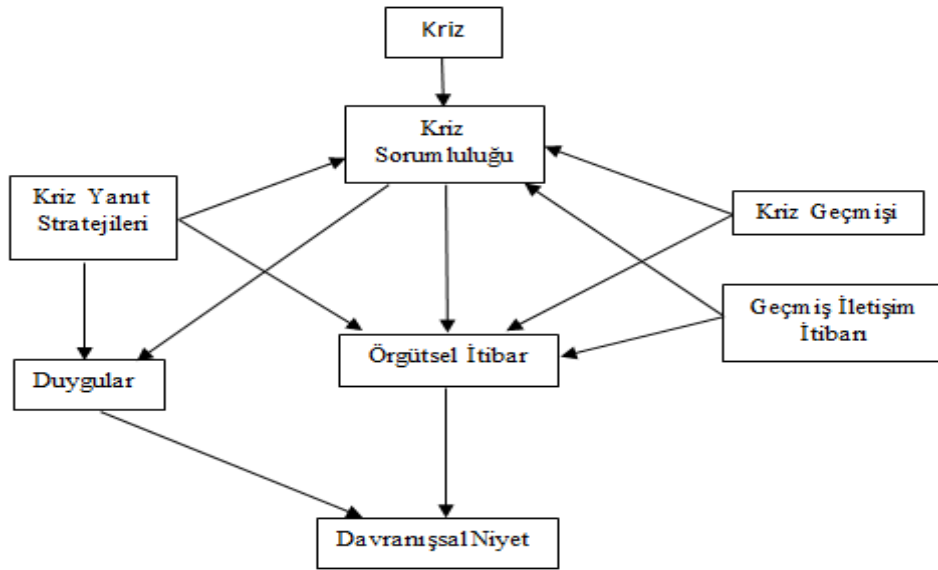 Kriz
Kriz
Sorumluluğu
Kriz Yanıt
Stratejileri
Kriz Geçmişi
Geçmiş İletişim
İtibarı
Örgütsel İtibar
Duygular
Davranışsal Niyet